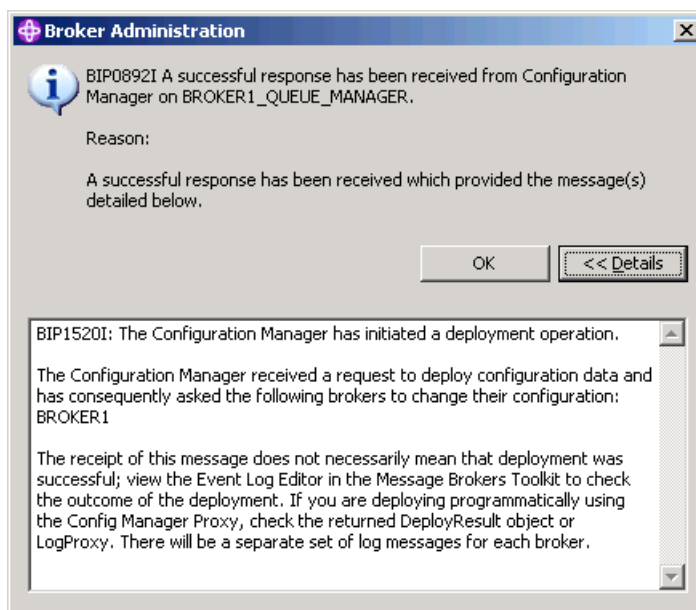 Broker Administration
BIP0892I A successful response has been received from Configuration
Manager on BROKER1_QUEUE_MANAGER.
Reason:
A successful response has been received which provided the message(s)
detailed below.
OK
<< Details
BIP1520I: The Configuration Manager has initiated a deployment operation.
The Configuration Manager received a request to deploy configuration data and
has consequently asked the following brokers to change their configuration:
BROKER1
The receipt of this message does not necessarily mean that deployment was
successful; view the Event Log Editor in the Message Brokers Toolkit to check
the outcome of the deployment. If you are deploying programmatically using
the Config Manager Proxy, check the returned DeployResult object or
LogProxy. There will be a separate set of log messages for each broker.